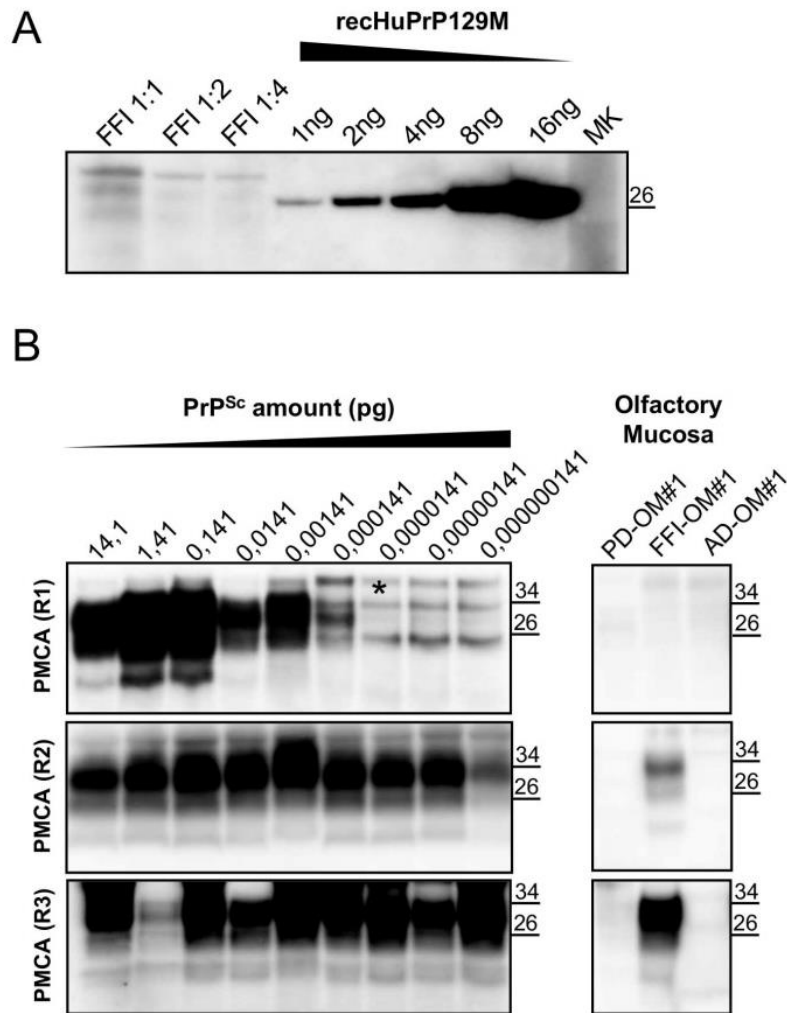 A
recHuPrP129M
FFI 1:1 FFI 1:2 FFI 1:4 1ng 2ng 4ng 8ng 16ng MK
26
B
PrPSc amount (pg)
Olfactory
Mucosa
14,1 1,41 0,141 0,0141 0,00141 0,000141 0,0000141 0,00000141 0,000000141
PD-OM#1 FFI-OM#1 AD-OM#1
PMCA (R1)
*
34
26
34
26
PMCA (R2)
34
26
34
26
PMCA (R3)
34
26
34
26